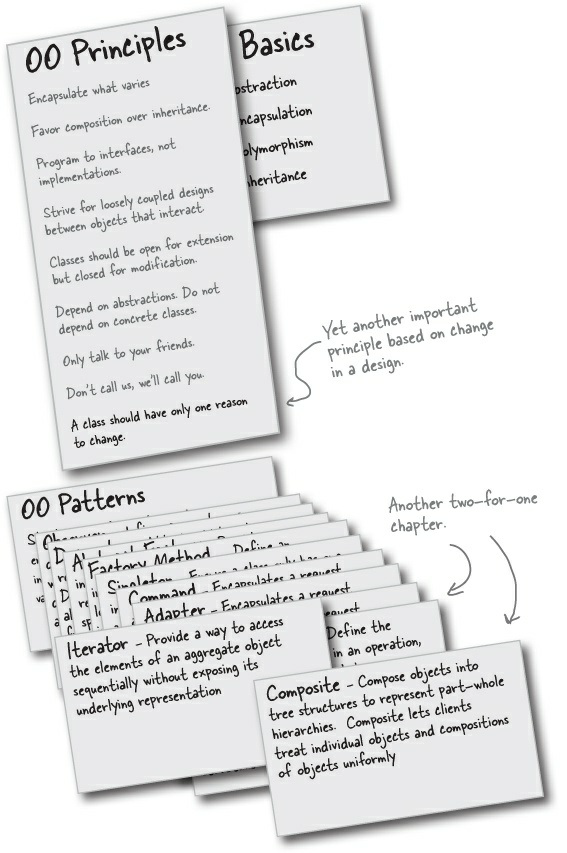 OO Principles
Encapsulate what varies
Favor composition over inheritance.
Program to interfaces, not
implementations.
Strive for loosely coupled designs
between objects that interact
Classes should be open for extension
but closed for modification.
Depend on abstractions. Do not
depend on concrete classes.
Only talk to your friends.
Don't call us, we'll call you.
A class should have only one reason
to change.
Basics
bstraction
ncapsulation
olymorphism
heritance
Yet another important
principle based on change
in a design.
OO Patterns
Factory Method - Define an
Singleton
Command - Encapsulates a request
Adapter - Encapsulates a request
request
Define the
in an operation,
Another two-for-one
chapter.
Iterator - Provide a way to access
the elements of an aggregate object
sequentially without exposing its
underlying representation
Composite - Compose objects into
tree structures to represent part-whole
hierarchies. Composite lets clients
treat individual objects and compositions
of objects uniformly